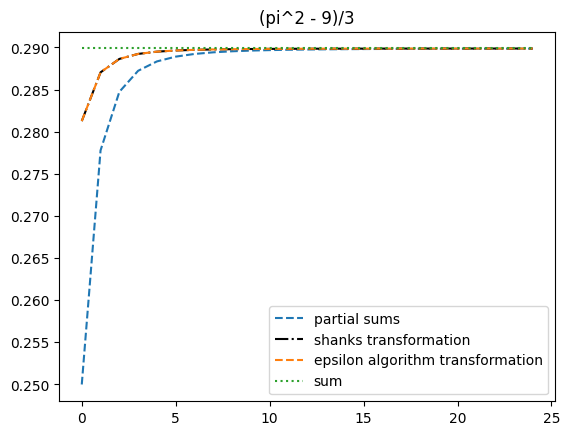 (pi^2 - 9)/3
0.290
0.285
0.280
0.275
0.270
0.265
0.260
0.255
0.250
partial sums
shanks transformation
epsilon algorithm transformation
sum
0 5 10 15 20 25